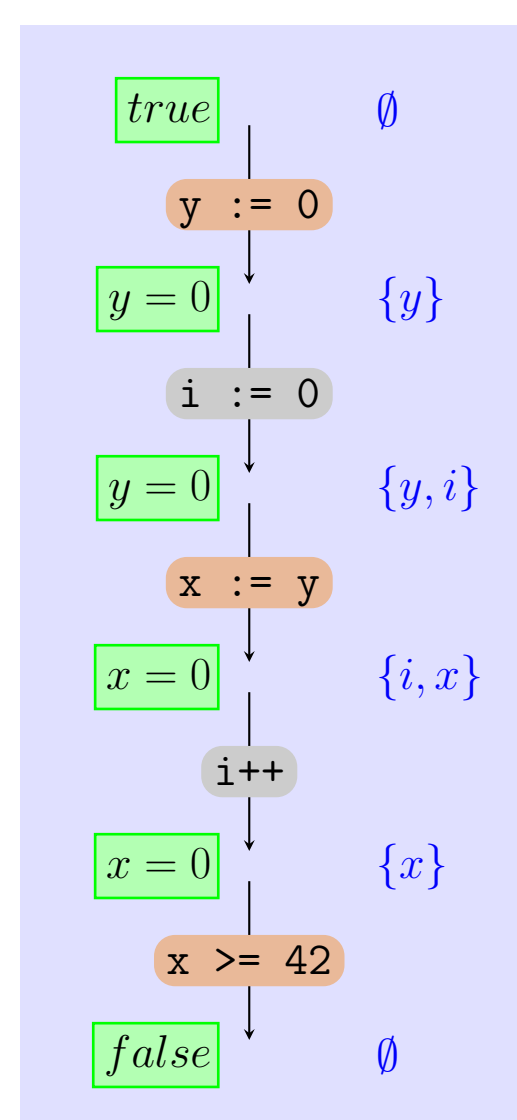 true ∅
y := 0
y = 0 {y}
i := 0
y = 0 {y, i}
x := y
x = 0 {i, x}
i++
x = 0 {x}
x >= 42
false ∅